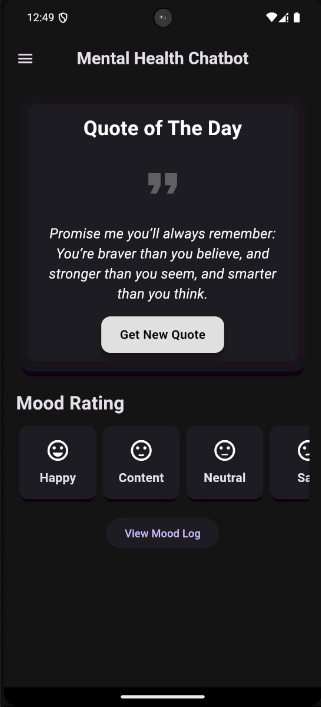 12:49
Mental Health Chatbot
Quote of The Day
”
Promise me you’ll always remember:
You’re braver than you believe, and
stronger than you seem, and smarter
than you think.
Get New Quote
Mood Rating
Happy
Content
Neutral
Sa
View Mood Log